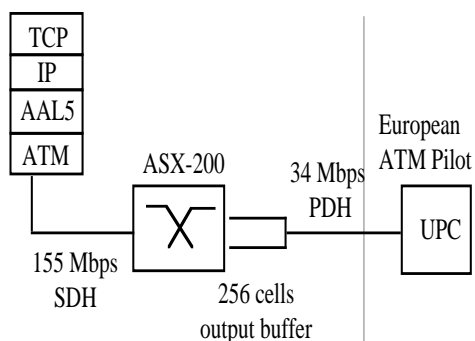 TCP
IP
AAL5
ATM
ASX-200
155 Mbps
SDH
256 cells
output buffer
34 Mbps
PDH
European
ATM Pilot
UPC